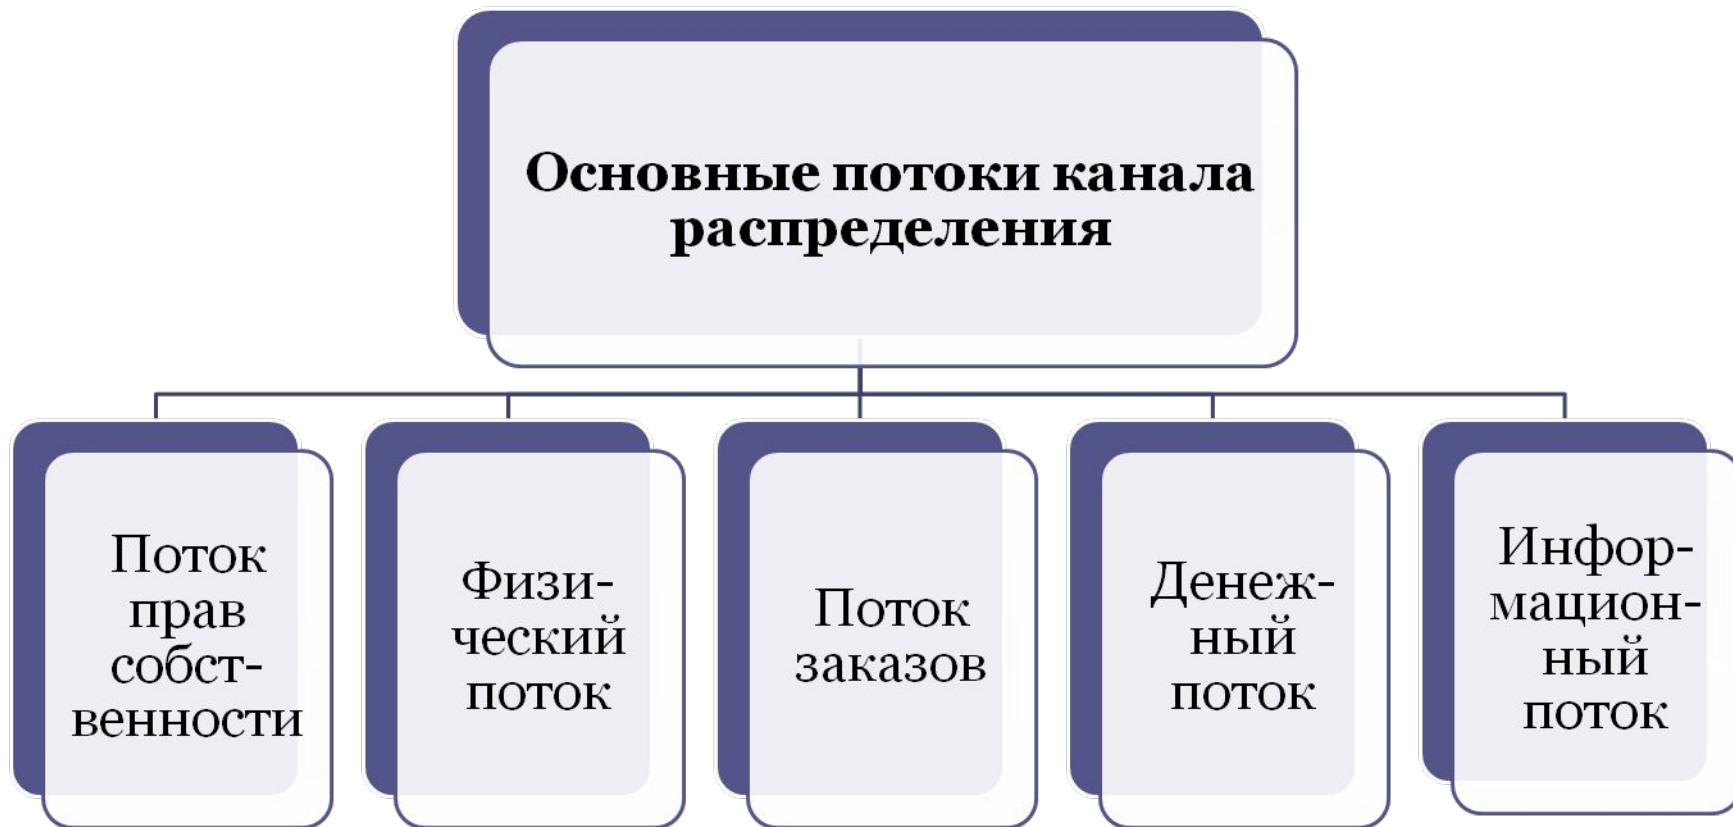 Основные потоки канала
распределения
Поток
прав
собст-
венности
Физи-
ческий
поток
Поток
заказов
Денеж-
ный
поток
Инфор-
мацион-
ный
поток